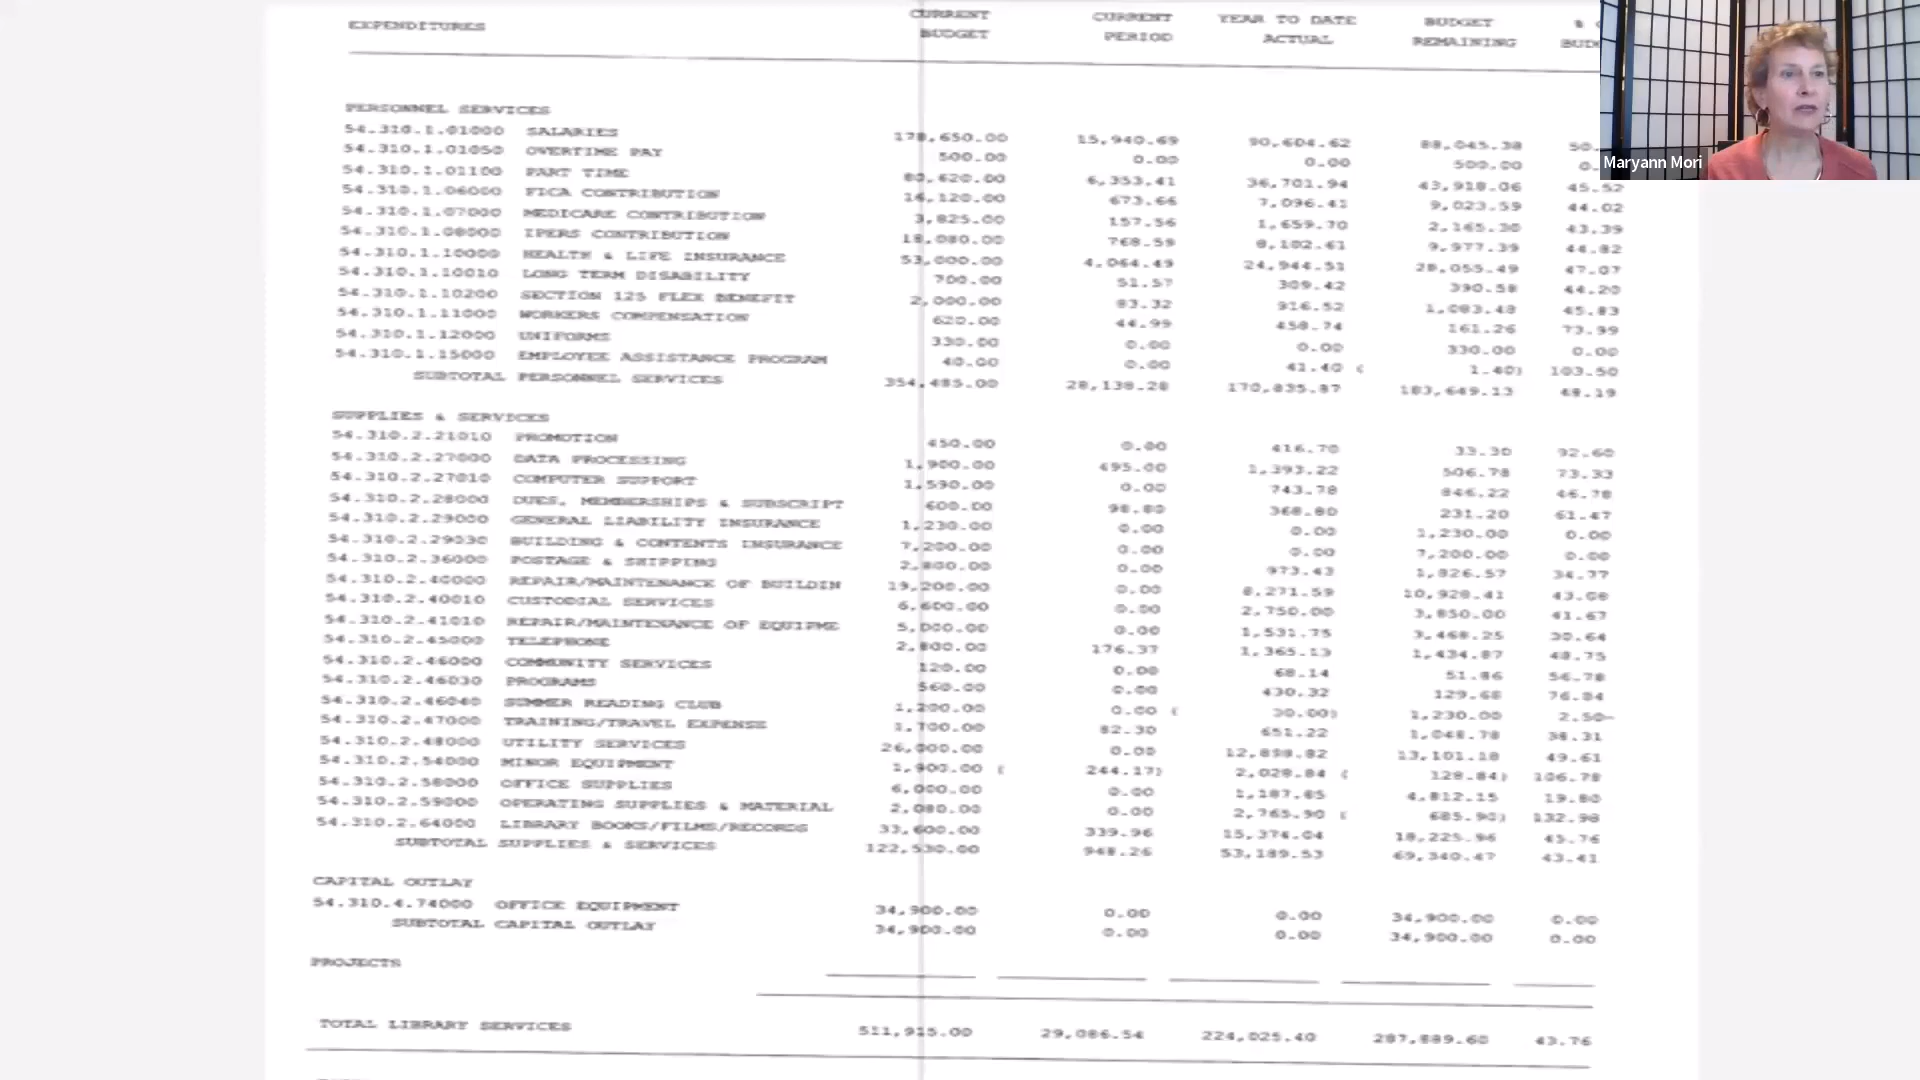 EXPENDITURES CURRENT BUDGET CURRENT PERIOD YEAR TO DATE ACTUAL BUDGET REMAINING %
PERSONNEL SERVICES
54.310.1.01000 SALARIES 178,650.00 15,940.69 90,604.62 88,045.38 50.
54.310.1.01050 OVERTIME PAY 500.00 0.00 0.00 500.00 0.
54.310.1.01100 PART TIME 80,620.00 6,353.41 36,701.94 43,918.06 45.52
54.310.1.06000 FICA CONTRIBUTION 16,120.00 673.66 7,096.41 9,023.59 44.02
54.310.1.07000 MEDICARE CONTRIBUTION 3,825.00 157.56 1,659.70 2,165.30 43.39
54.310.1.08000 IPERS CONTRIBUTION 18,080.00 768.59 8,102.61 9,977.39 44.82
54.310.1.10000 HEALTH & LIFE INSURANCE 53,000.00 4,064.49 24,944.51 28,055.49 47.07
54.310.1.10010 LONG TERM DISABILITY 700.00 51.57 309.42 390.58 44.20
54.310.1.10200 SECTION 125 FLEX BENEFIT 2,000.00 83.32 916.52 1,083.48 45.83
54.310.1.11000 WORKERS COMPENSATION 620.00 44.99 458.74 161.26 73.99
54.310.1.12000 UNIFORMS 330.00 0.00 0.00 330.00 0.00
54.310.1.15000 EMPLOYEE ASSISTANCE PROGRAM 40.00 0.00 41.40 ( 1.40) 103.50
SUBTOTAL PERSONNEL SERVICES 354,485.00 28,138.28 170,835.87 183,649.13 48.19
SUPPLIES & SERVICES
54.310.2.21010 PROMOTION 450.00 0.00 416.70 33.30 92.60
54.310.2.27000 DATA PROCESSING 1,900.00 495.00 1,393.22 506.78 73.33
54.310.2.27010 COMPUTER SUPPORT 1,590.00 0.00 743.78 846.22 46.78
54.310.2.28000 DUES, MEMBERSHIPS & SUBSCRIPT 600.00 98.80 368.80 231.20 61.47
54.310.2.29000 GENERAL LIABILITY INSURANCE 1,230.00 0.00 0.00 1,230.00 0.00
54.310.2.29030 BUILDING & CONTENTS INSURANCE 7,200.00 0.00 0.00 7,200.00 0.00
54.310.2.36000 POSTAGE & SHIPPING 2,800.00 0.00 973.43 1,826.57 34.77
54.310.2.40000 REPAIR/MAINTENANCE OF BUILDIN 19,200.00 0.00 8,271.59 10,928.41 43.08
54.310.2.40010 CUSTODIAL SERVICES 6,600.00 0.00 2,750.00 3,850.00 41.67
54.310.2.41010 REPAIR/MAINTENANCE OF EQUIPME 5,000.00 0.00 1,531.75 3,468.25 30.64
54.310.2.45000 TELEPHONE 2,800.00 176.37 1,365.13 1,434.87 48.75
54.310.2.46000 COMMUNITY SERVICES 120.00 0.00 68.14 51.86 56.78
54.310.2.46030 PROGRAMS 560.00 0.00 430.32 129.68 76.84
54.310.2.46040 SUMMER READING CLUB 1,200.00 0.00 ( 30.00) 1,230.00 2.50-
54.310.2.47000 TRAINING/TRAVEL EXPENSE 1,700.00 82.30 651.22 1,048.78 38.31
54.310.2.48000 UTILITY SERVICES 26,000.00 0.00 12,898.82 13,101.18 49.61
54.310.2.54000 MINOR EQUIPMENT 1,900.00 ( 244.17) 2,028.84 ( 128.84) 106.78
54.310.2.58000 OFFICE SUPPLIES 6,000.00 0.00 1,187.85 4,812.15 19.80
54.310.2.59000 OPERATING SUPPLIES & MATERIAL 2,080.00 0.00 2,765.90 ( 685.90) 132.98
54.310.2.64000 LIBRARY BOOKS/FILMS/RECORDS 33,600.00 339.96 15,374.04 18,225.96 45.76
SUBTOTAL SUPPLIES & SERVICES 122,530.00 948.26 53,189.53 69,340.47 43.41
CAPITAL OUTLAY
54.310.4.74000 OFFICE EQUIPMENT 34,900.00 0.00 0.00 34,900.00 0.00
SUBTOTAL CAPITAL OUTLAY 34,900.00 0.00 0.00 34,900.00 0.00
PROJECTS
TOTAL LIBRARY SERVICES 511,915.00 29,086.54 224,025.40 287,889.60 43.76
Maryann Mori